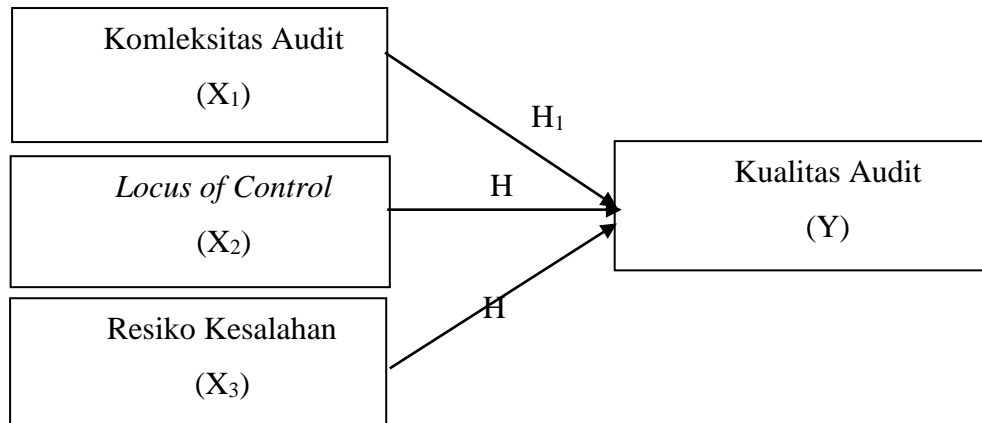 Komleksitas Audit
(X₁)
H₁
Locus of Control
(X₂)
H
Kualitas Audit
(Y)
Resiko Kesalahan
(X₃)
H